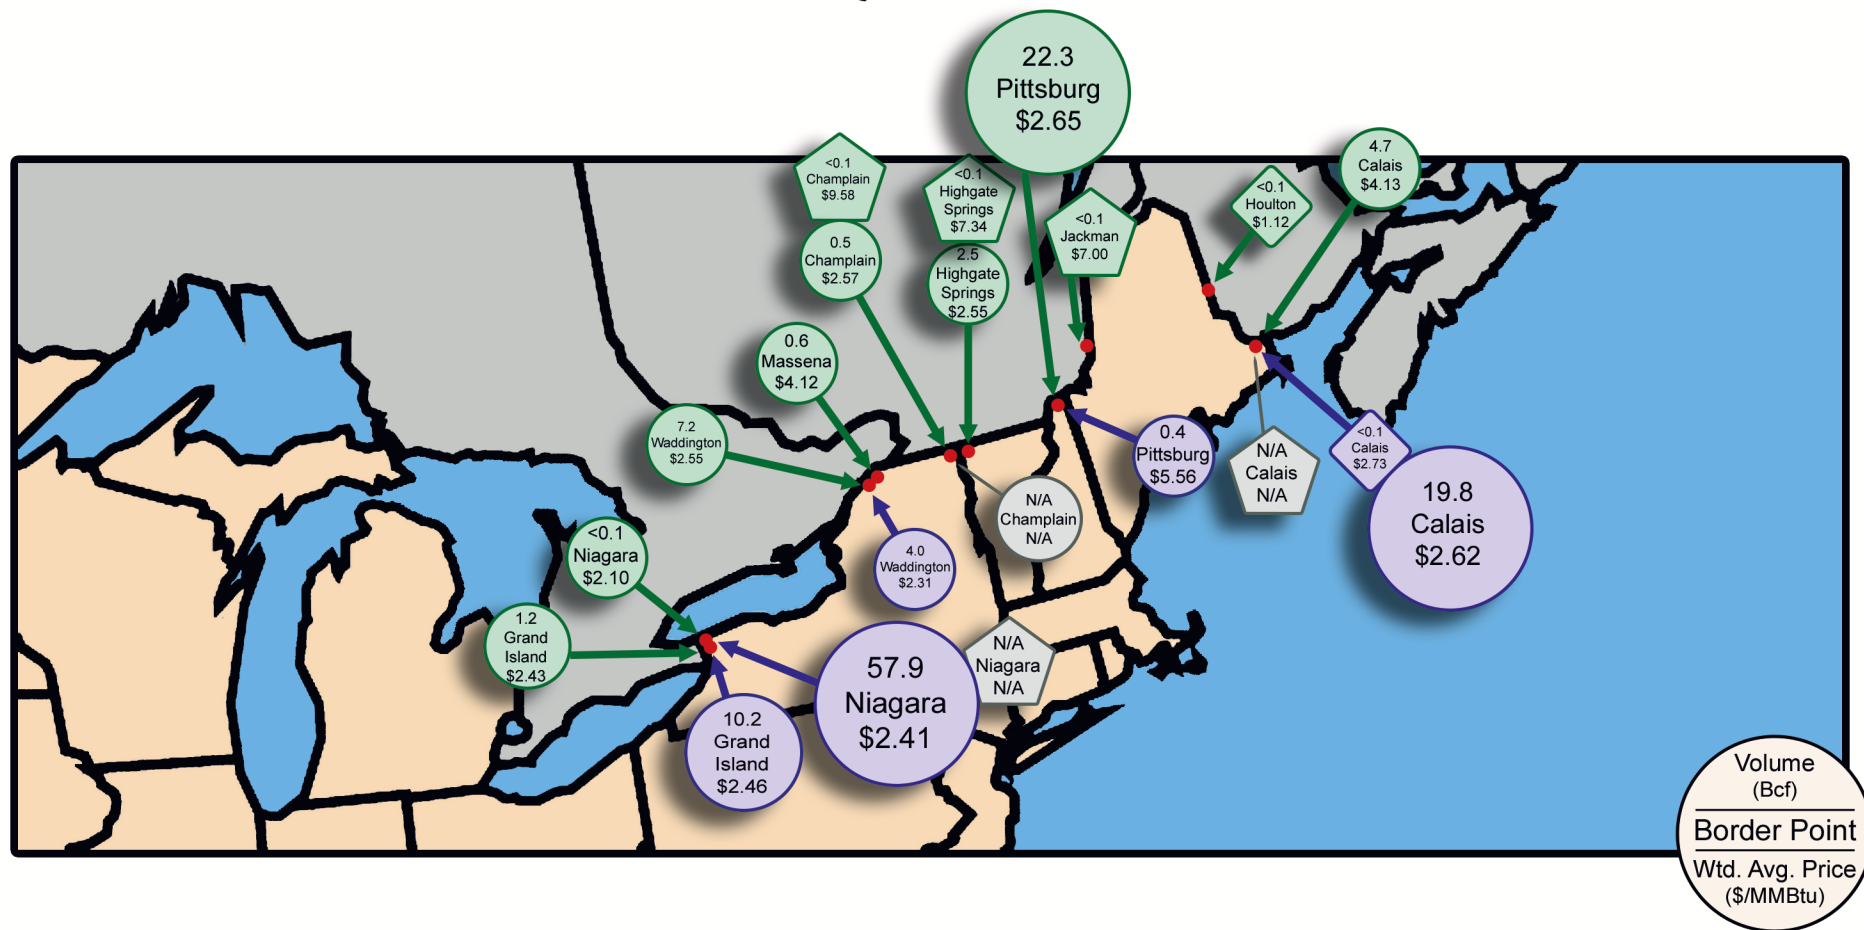 22.3
Pittsburg
$2.65
<0.1
Champlain
$9.58
<0.1
Highgate
Springs
$7.34
4.7
Calais
$4.13
<0.1
Houlton
$1.12
<0.1
Jackman
$7.00
0.5
Champlain
$2.57
2.5
Highgate
Springs
$2.55
0.6
Massena
$4.12
7.2
Waddington
$2.55
0.4
Pittsburg
$5.56
N/A
Calais
N/A
<0.1
Calais
$2.73
19.8
Calais
$2.62
N/A
Champlain
N/A
<0.1
Niagara
$2.10
4.0
Waddington
$2.31
1.2
Grand
Island
$2.43
N/A
Niagara
N/A
57.9
Niagara
$2.41
10.2
Grand
Island
$2.46
Volume
(Bcf)
Border Point
Wtd. Avg. Price
($/MMBtu)